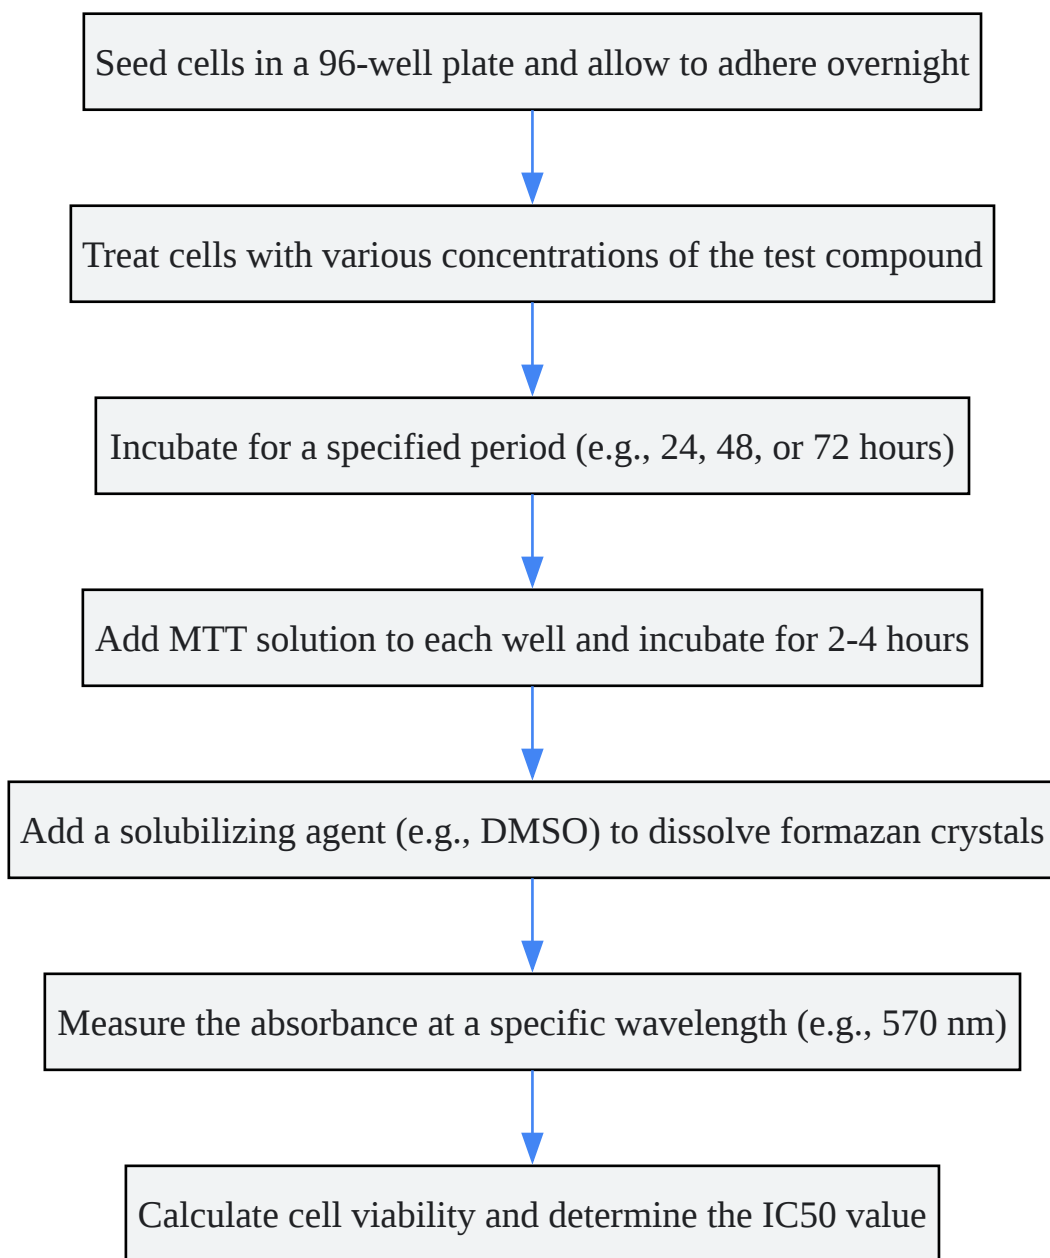 Seed cells in a 96-well plate and allow to adhere overnight
Treat cells with various concentrations of the test compound
Incubate for a specified period (e.g., 24, 48, or 72 hours)
Add MTT solution to each well and incubate for 2-4 hours
Add a solubilizing agent (e.g., DMSO) to dissolve formazan crystals
Measure the absorbance at a specific wavelength (e.g., 570 nm)
Calculate cell viability and determine the IC50 value